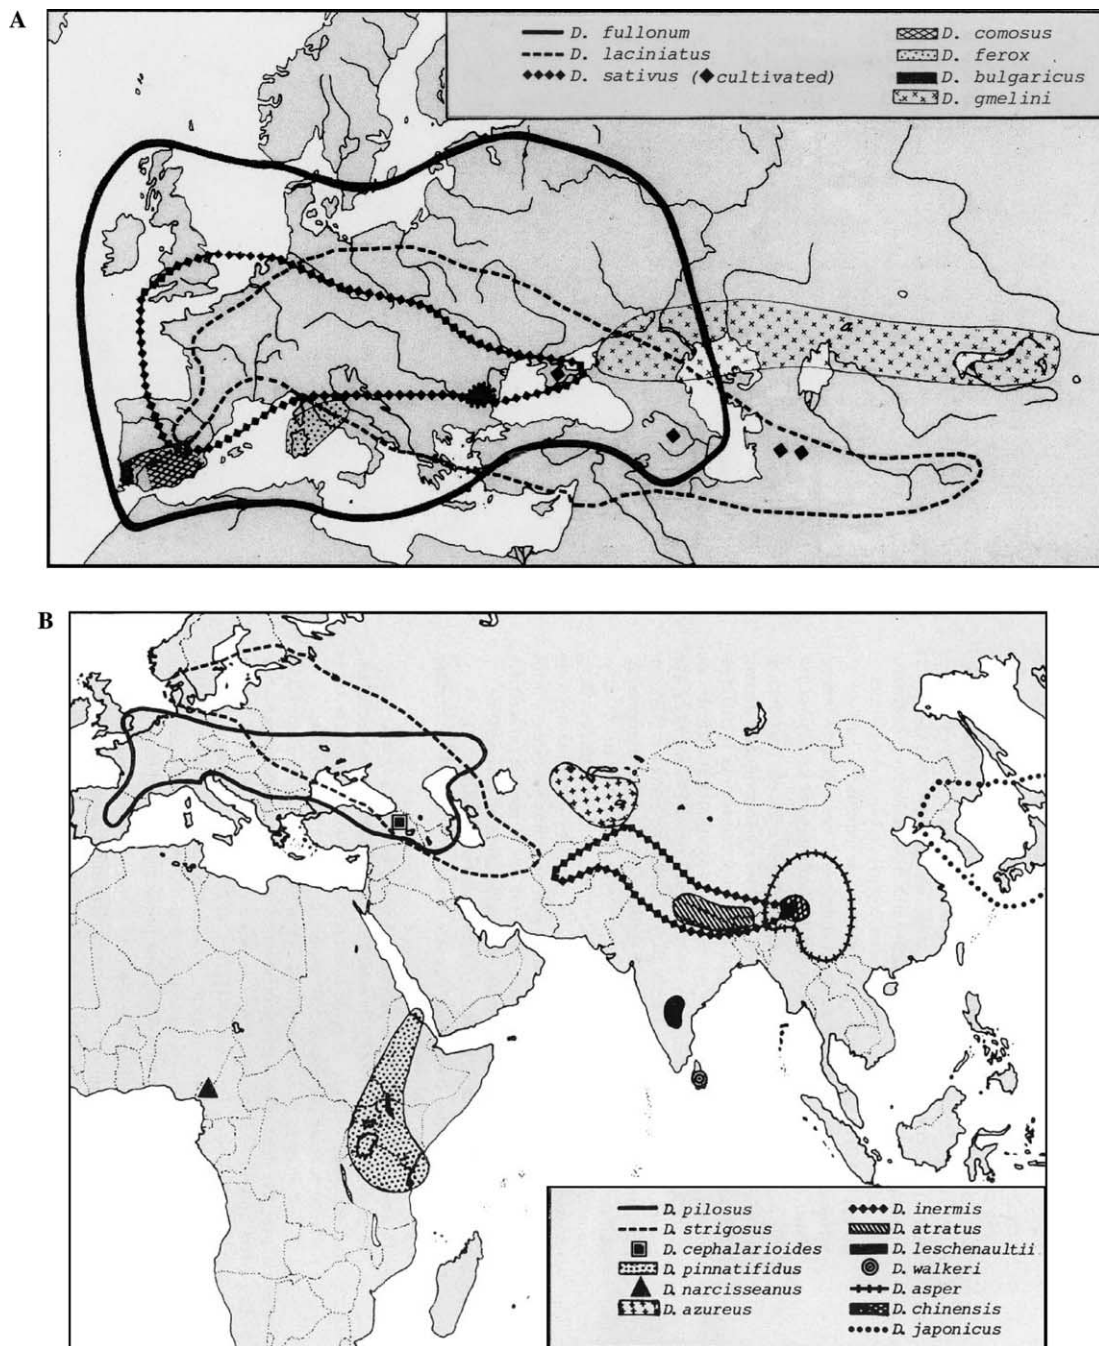 A
D. fullonum
D. laciniatus
D. sativus (◆cultivated)
D. comosus
D. ferox
D. bulgaricus
D. gmelini
a
B
D. pilosus
D. strigosus
D. cephalarioides
D. pinnatifidus
D. narcisseanus
D. azureus
D. inermis
D. atratus
D. leschenaultii
D. walkeri
D. asper
D. chinensis
D. japonicus